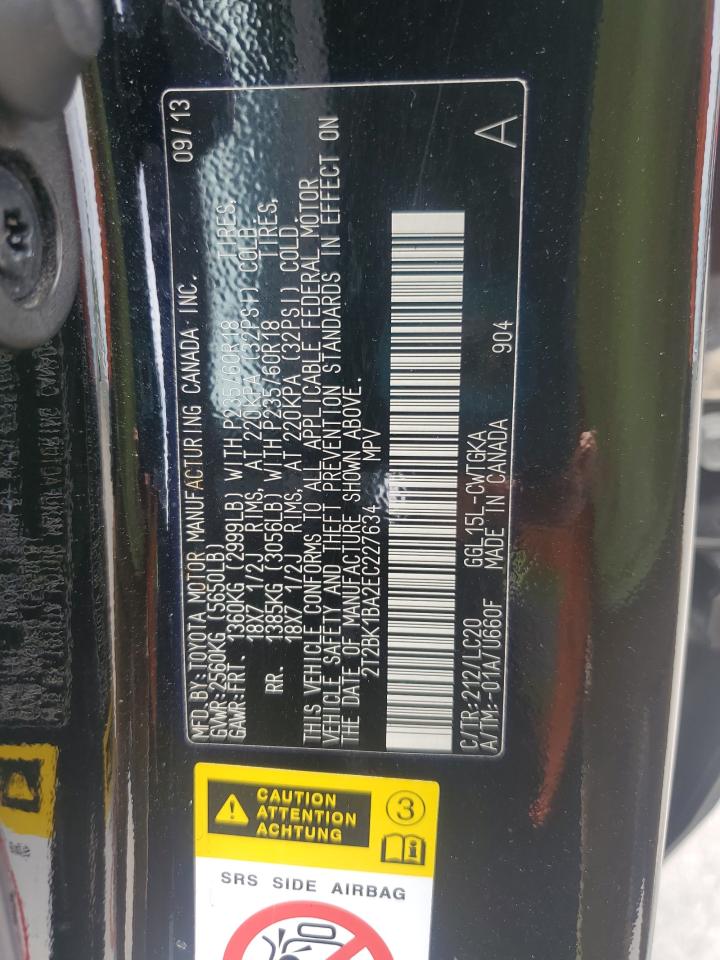 MFD. BY: TOYOTA MOTOR MANUFACTURING CANADA INC. 09/13
GVWR: 2560KG (5650LB)
GAWR: FRT. 1360KG (2999LB) WITH P235/60R18 TIRES,
18X7 1/2J RIMS, AT 220KPA (32PSI) COLD.
RR. 1385KG (3056LB) WITH P235/60R18 TIRES,
18X7 1/2J RIMS, AT 220KPA (32PSI) COLD.
THIS VEHICLE CONFORMS TO ALL APPLICABLE FEDERAL MOTOR
VEHICLE SAFETY AND THEFT PREVENTION STANDARDS IN EFFECT ON
THE DATE OF MANUFACTURE SHOWN ABOVE.
2T2BK1BA2EC227634 MPV
C/TR: 212/LC20 GGL15L-CWTGKA
A/TM: -01A/U660F MADE IN CANADA 904 A
CAUTION
ATTENTION
ACHTUNG
3
SRS SIDE AIRBAG